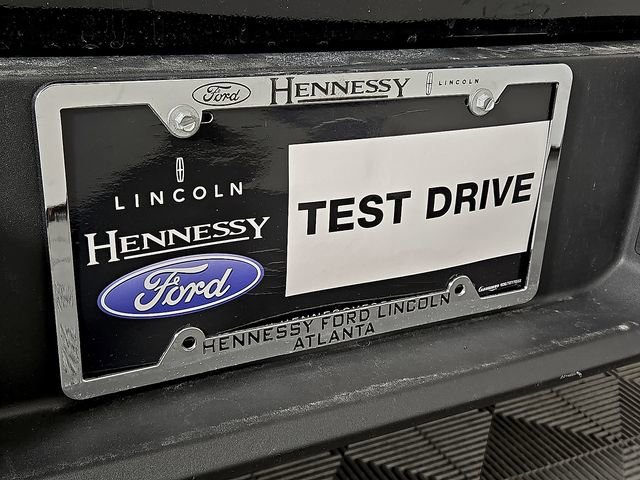 Ford HENNESSY LINCOLN
LINCOLN
HENNESSY
Ford
TEST DRIVE
HENNESSY FORD LINCOLN
ATLANTA